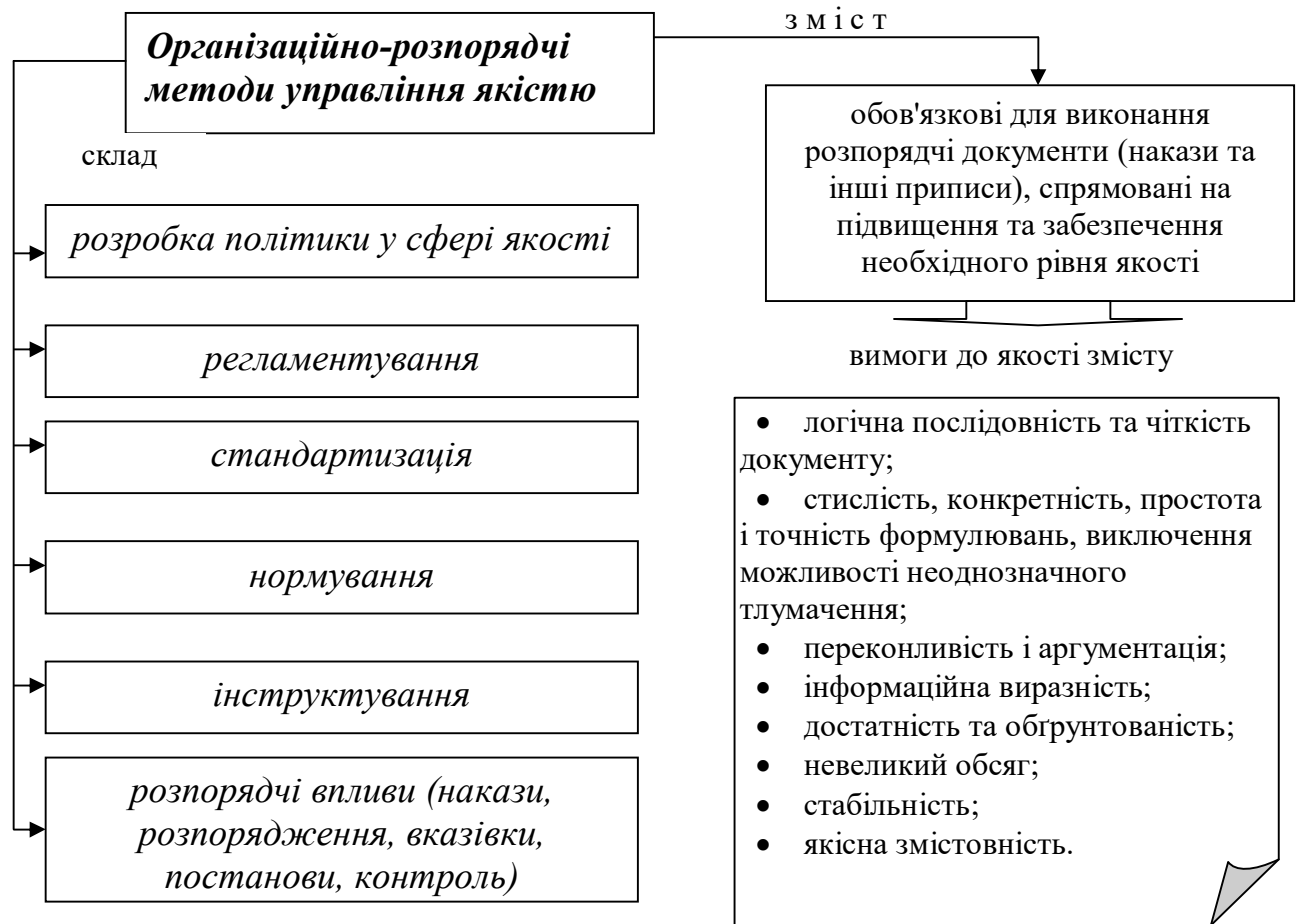 з м і с т
Організаційно-розпорядчі
методи управління якістю
склад
розробка політики у сфері якості
регламентування
стандартизація
нормування
інструктування
розпорядчі впливи (накази,
розпорядження, вказівки,
постанови, контроль)
обов'язкові для виконання
розпорядчі документи (накази та
інші приписи), спрямовані на
підвищення та забезпечення
необхідного рівня якості
вимоги до якості змісту
• логічна послідовність та чіткість
документу;
• стислість, конкретність, простота
і точність формулювань, виключення
можливості неоднозначного
тлумачення;
• переконливість і аргументація;
• інформаційна виразність;
• достатність та обґрунтованість;
• невеликий обсяг;
• стабільність;
• якісна змістовність.